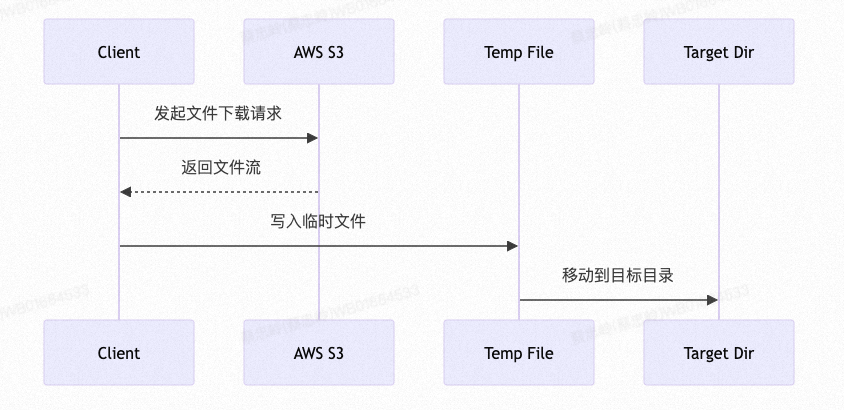 Client
AWS S3
Temp File
Target Dir
发起文件下载请求
返回文件流
写入临时文件
移动到目标目录
Client
AWS S3
Temp File
Target Dir